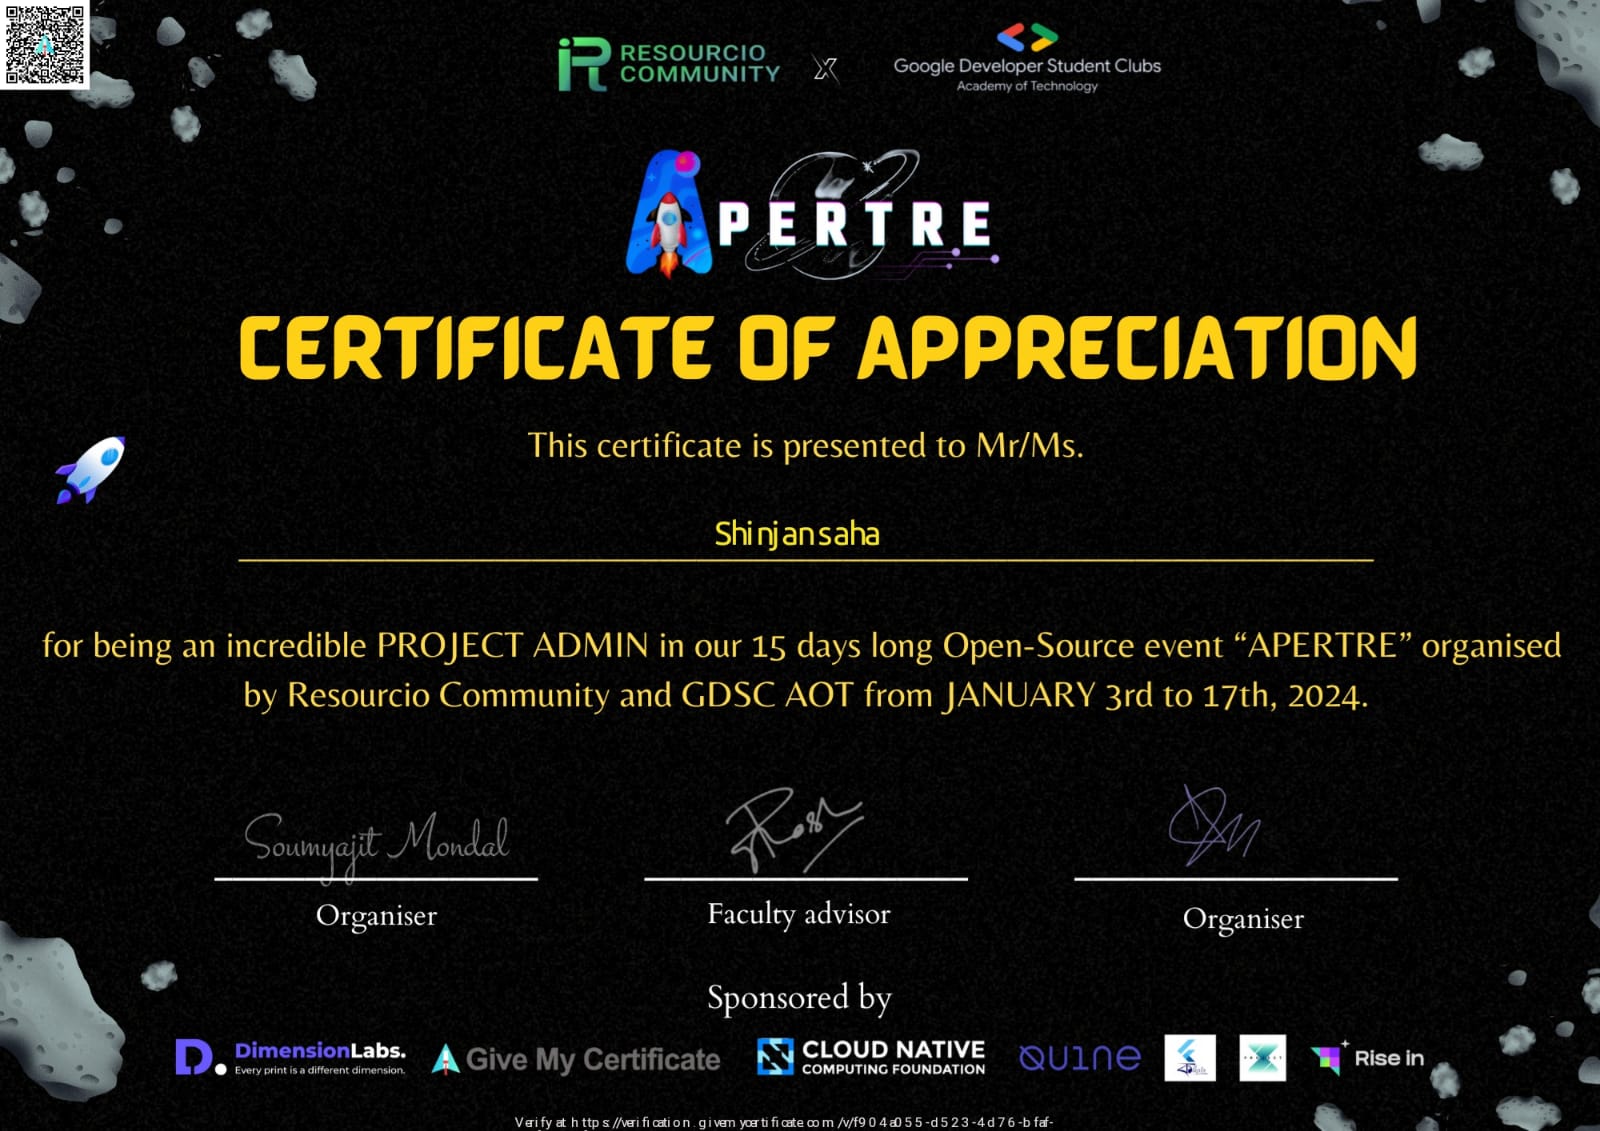 RESOURCIO
COMMUNITY
X
Google Developer Student Clubs
Academy of Technology
APERTRE
CERTIFICATE OF APPRECIATION
This certificate is presented to Mr/Ms.
Shinjansaha
for being an incredible PROJECT ADMIN in our 15 days long Open-Source event “APERTRE” organised
by Resourcio Community and GDSC AOT from JANUARY 3rd to 17th, 2024.
Soumyajit Mondal
Organiser
Faculty advisor
Organiser
Sponsored by
D. DimensionLabs.
Every print is a different dimension.
Give My Certificate
CLOUD NATIVE
COMPUTING FOUNDATION
QUINE
PROJECT X
Rise in
Verify at https://verification.givemycertificate.com/v/f904a055-d523-4d76-bfaf-